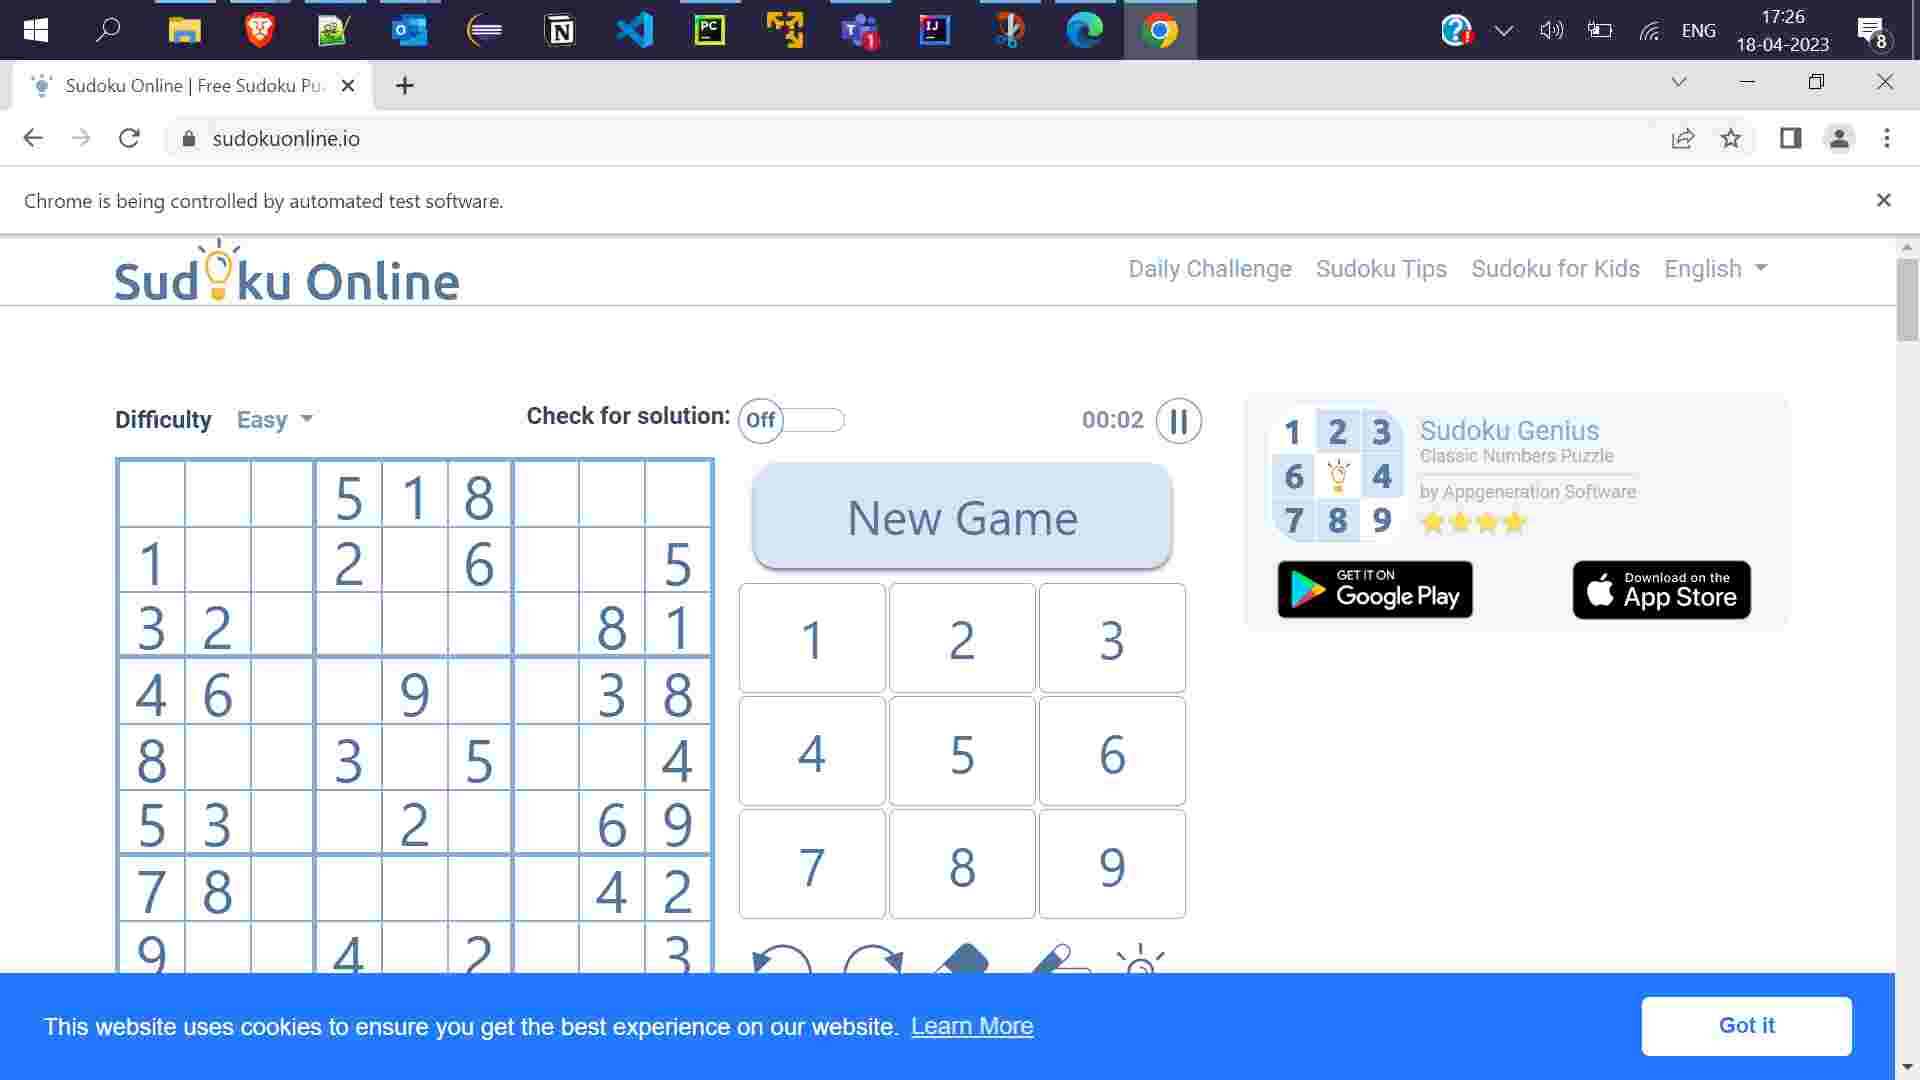 ENG
17:26
18-04-2023
8
PC
1
IJ
Sudoku Online | Free Sudoku Pu
sudokuonline.io
Chrome is being controlled by automated test software.
Sudoku Online
Daily Challenge Sudoku Tips Sudoku for Kids English
Difficulty Easy
Check for solution: Off
00:02
5 1 8
1 2 6 5
3 2 8 1
4 6 9 3 8
8 3 5 4
5 3 2 6 9
7 8 4 2
9 4 2 3
New Game
1 2 3
4 5 6
7 8 9
1 2 3
6 4
7 8 9
Sudoku Genius
Classic Numbers Puzzle
by Appgeneration Software
GET IT ON
Google Play
Download on the
App Store
This website uses cookies to ensure you get the best experience on our website. Learn More
Got it